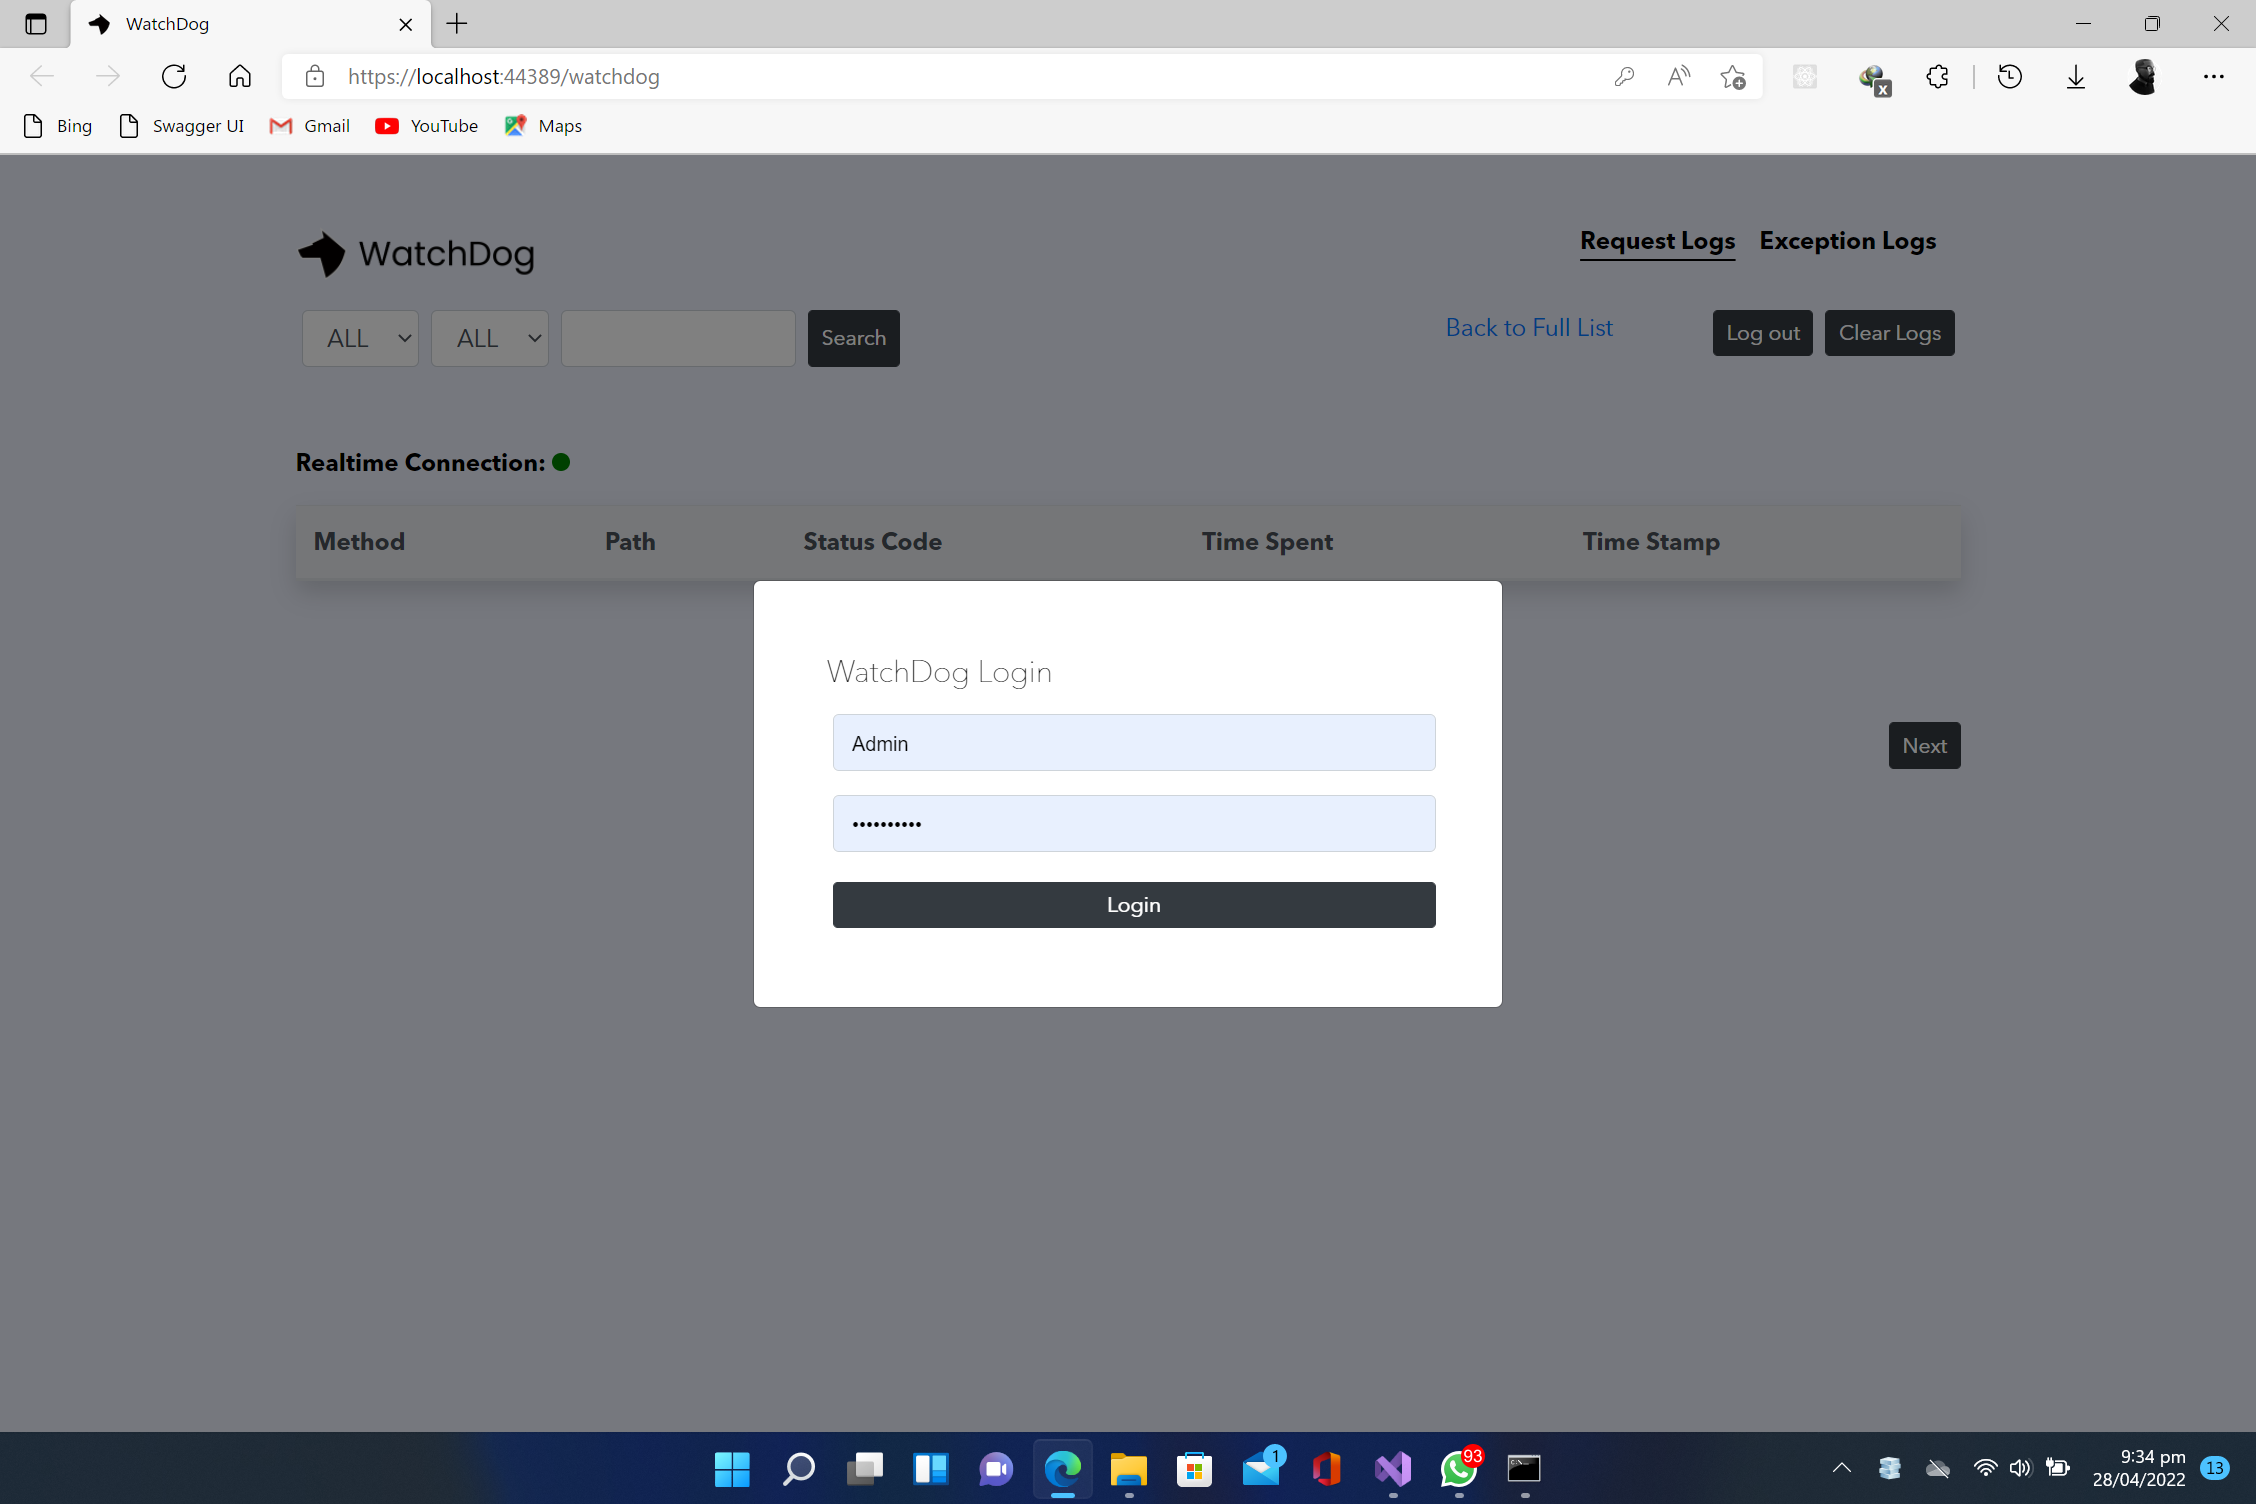 WatchDog
https://localhost:44389/watchdog
Bing Swagger UI Gmail YouTube Maps
WatchDog
Request Logs Exception Logs
ALL ALL Search Back to Full List Log out Clear Logs
Realtime Connection:
Method Path Status Code Time Spent Time Stamp
WatchDog Login
Admin
••••••••••
Login
Next
1
93
9:34 pm
28/04/2022
13